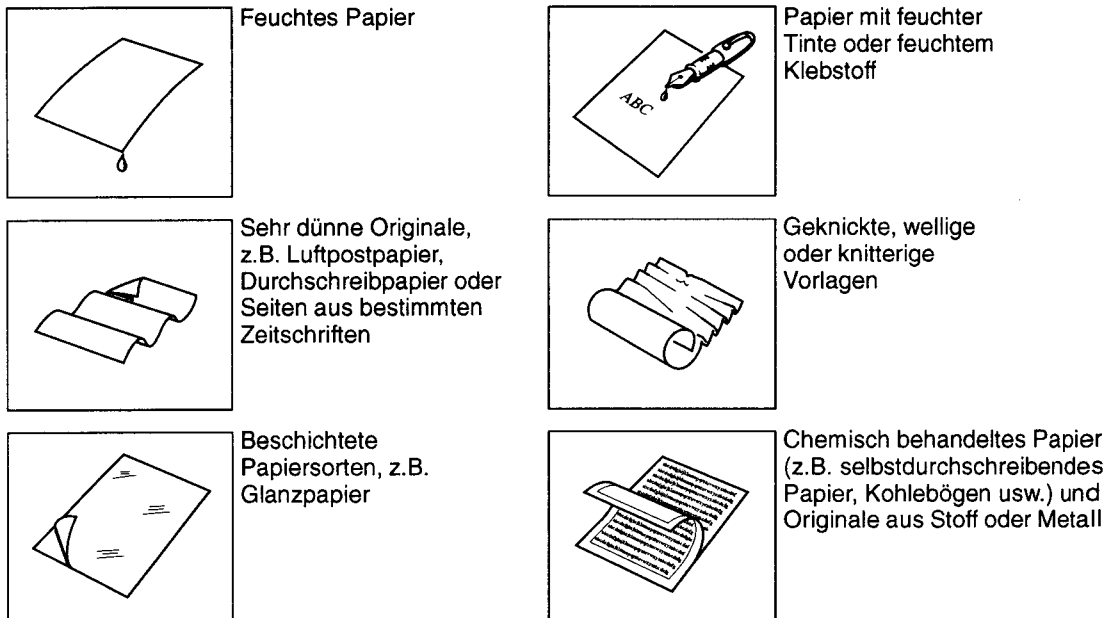 Feuchtes Papier
Papier mit feuchter
Tinte oder feuchtem
Klebstoff
ABC
Sehr dünne Originale,
z.B. Luftpostpapier,
Durchschreibpapier oder
Seiten aus bestimmten
Zeitschriften
Geknickte, wellige
oder knitterige
Vorlagen
Beschichtete
Papiersorten, z.B.
Glanzpapier
Chemisch behandeltes Papier
(z.B. selbstdurchschreibendes
Papier, Kohlebögen usw.) und
Originale aus Stoff oder Metall